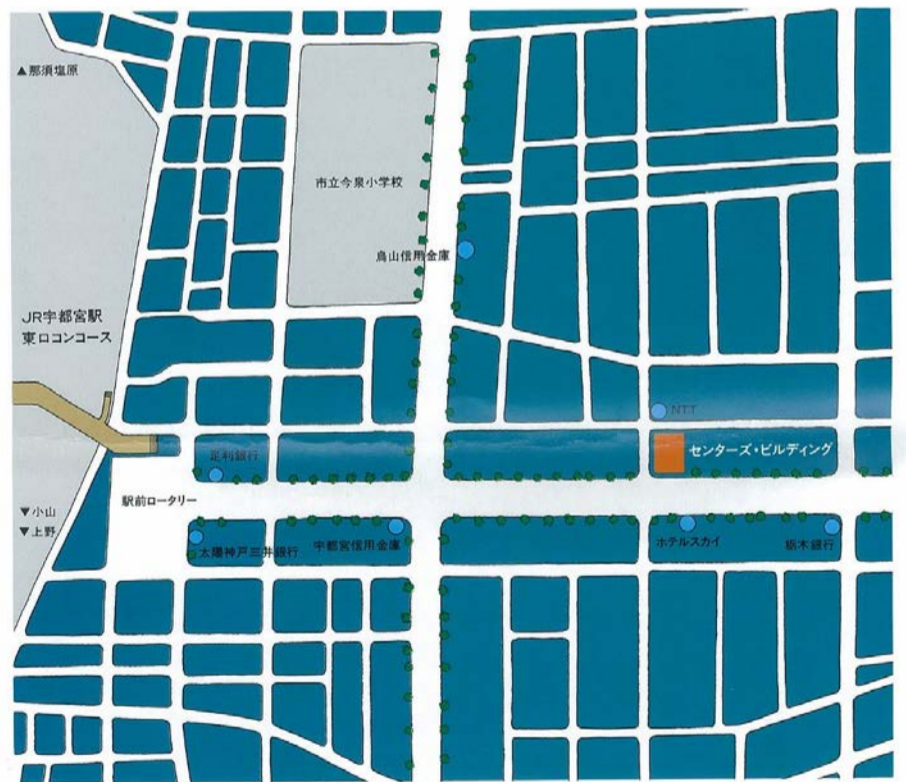 ▲那須塩原
市立今泉小学校
烏山信用金庫
JR宇都宮駅
東口コンコース
NTT
足利銀行
センターズ・ビルディング
駅前ロータリー
▼小山
▼上野
太陽神戸三井銀行
宇都宮信用金庫
ホテルスカイ
栃木銀行